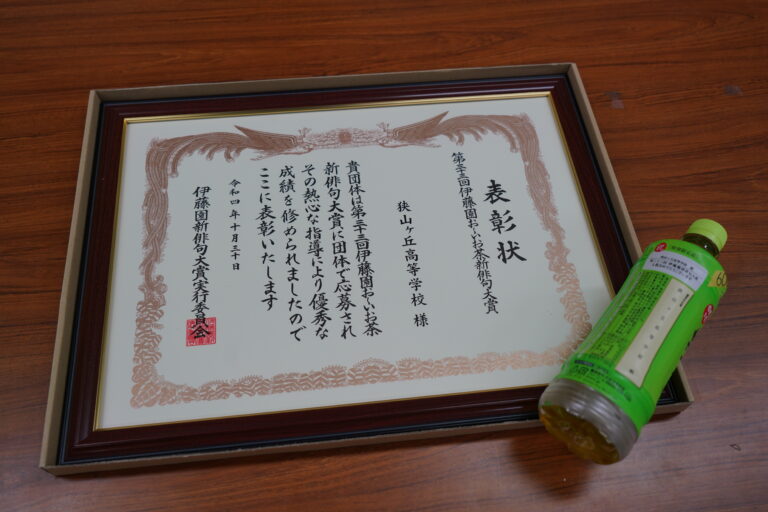 表彰状
第三十三回伊藤園お〜いお茶新俳句大賞
狭山ヶ丘高等学校 様
貴団体は第三十三回伊藤園お〜いお茶
新俳句大賞に団体で応募され
その熱心な指導により優秀な
成績を修められましたので
ここに表彰いたします
令和四年十月三十日
伊藤園新俳句大賞実行委員会